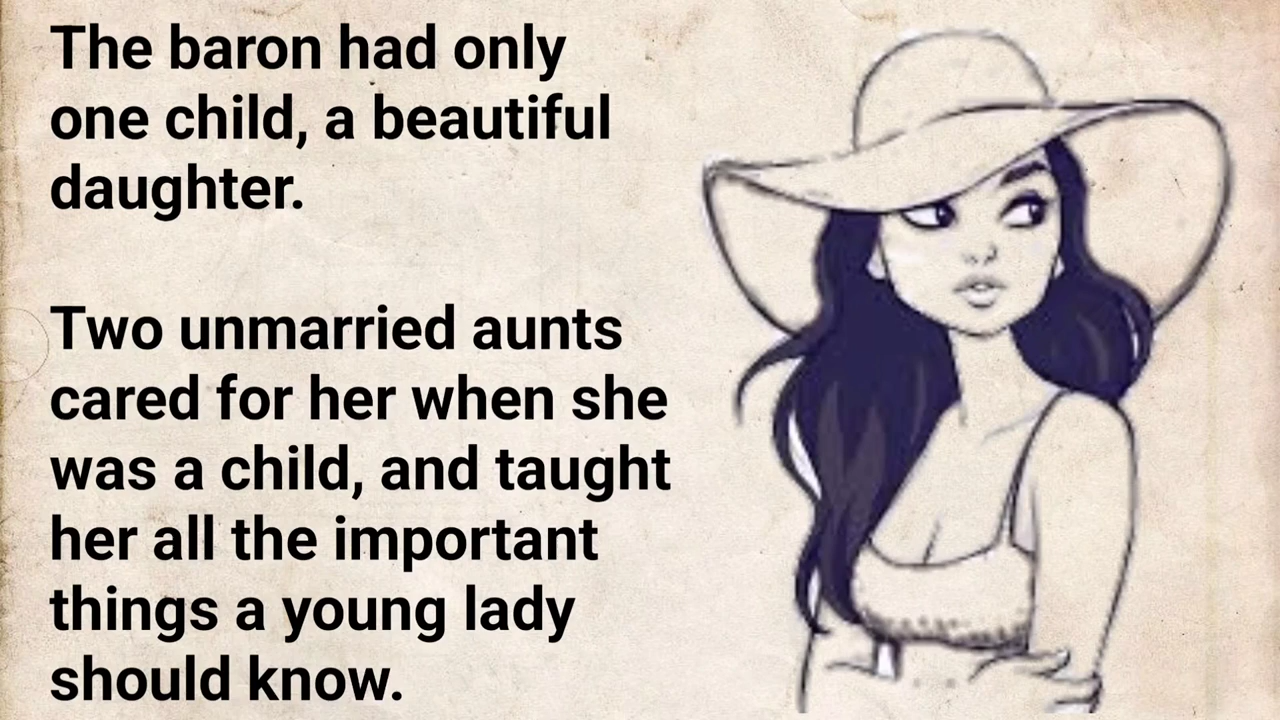 The baron had only
one child, a beautiful
daughter.
Two unmarried aunts
cared for her when she
was a child, and taught
her all the important
things a young lady
should know.